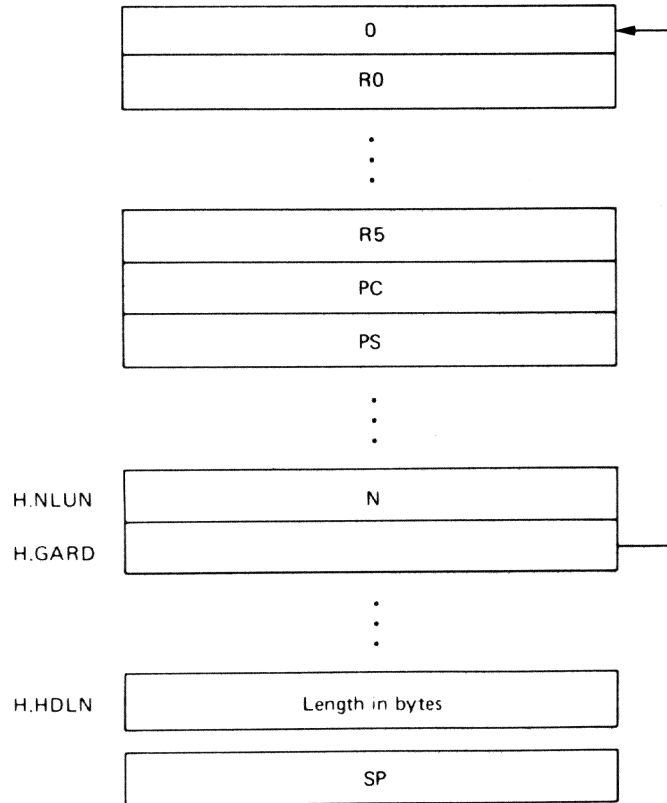 0
R0
R5
PC
PS
H.NLUN N
H.GARD
H.HDLN Length in bytes
SP